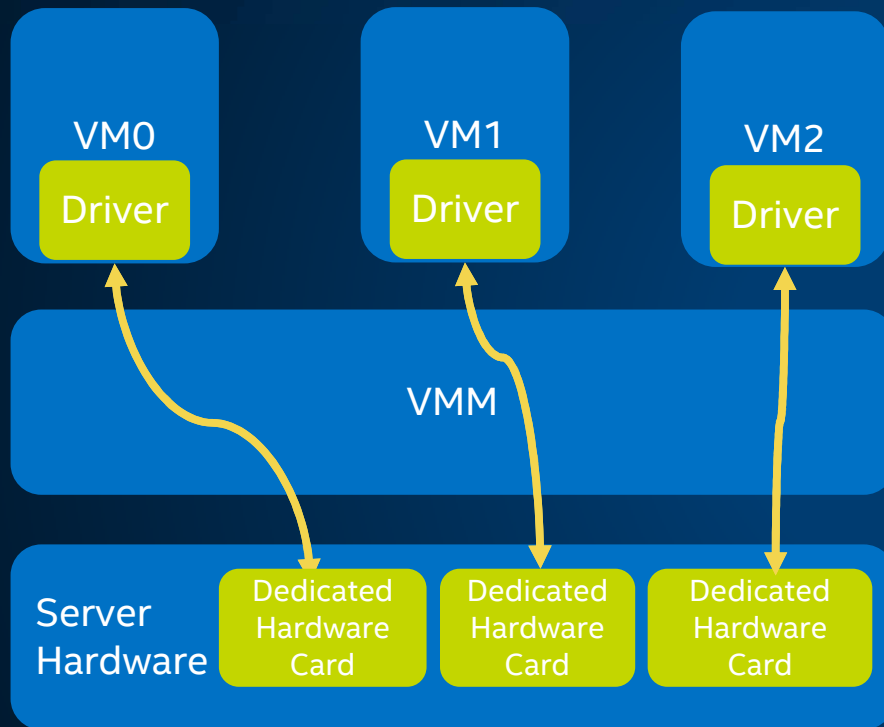 VM0
VM1
VM2
Driver
Driver
Driver
VMM
Server
Hardware
Dedicated
Hardware
Card
Dedicated
Hardware
Card
Dedicated
Hardware
Card